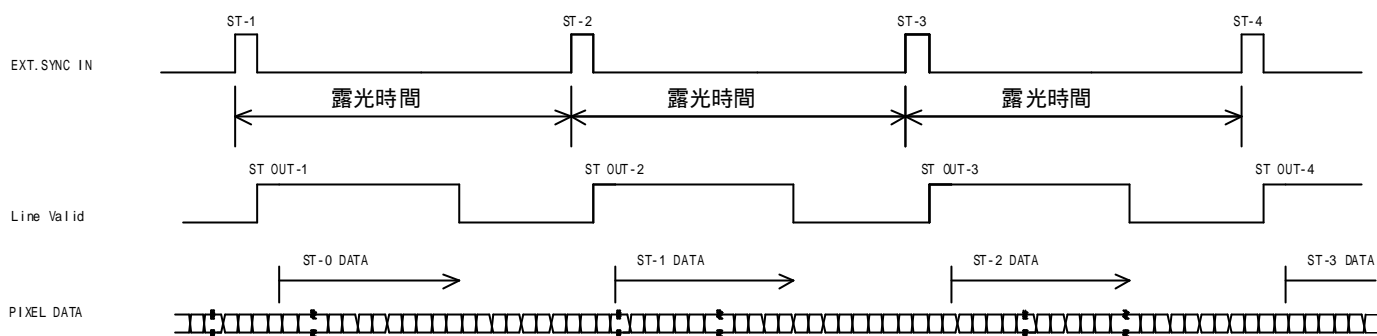 ST-1 ST-2 ST-3 ST-4
EXT.SYNC IN
露光時間 露光時間 露光時間
ST OUT-1 ST OUT-2 ST OUT-3 ST OUT-4
Line Valid
ST-0 DATA ST-1 DATA ST-2 DATA ST-3 DATA
PIXEL DATA